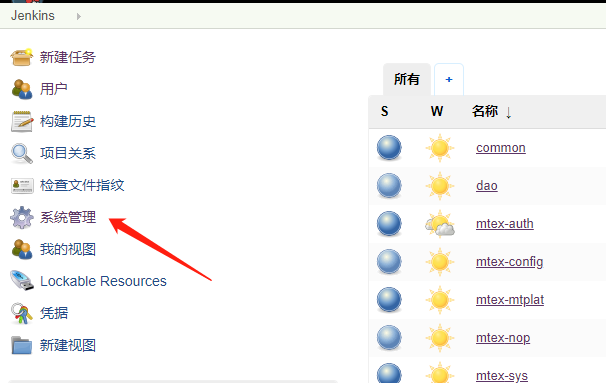 Jenkins
新建任务
用户
构建历史
项目关系
检查文件指纹
系统管理
我的视图
Lockable Resources
凭据
新建视图
所有 +
S W 名称 ↓
common
dao
mtex-auth
mtex-config
mtex-mtplat
mtex-nop
mtex-sys